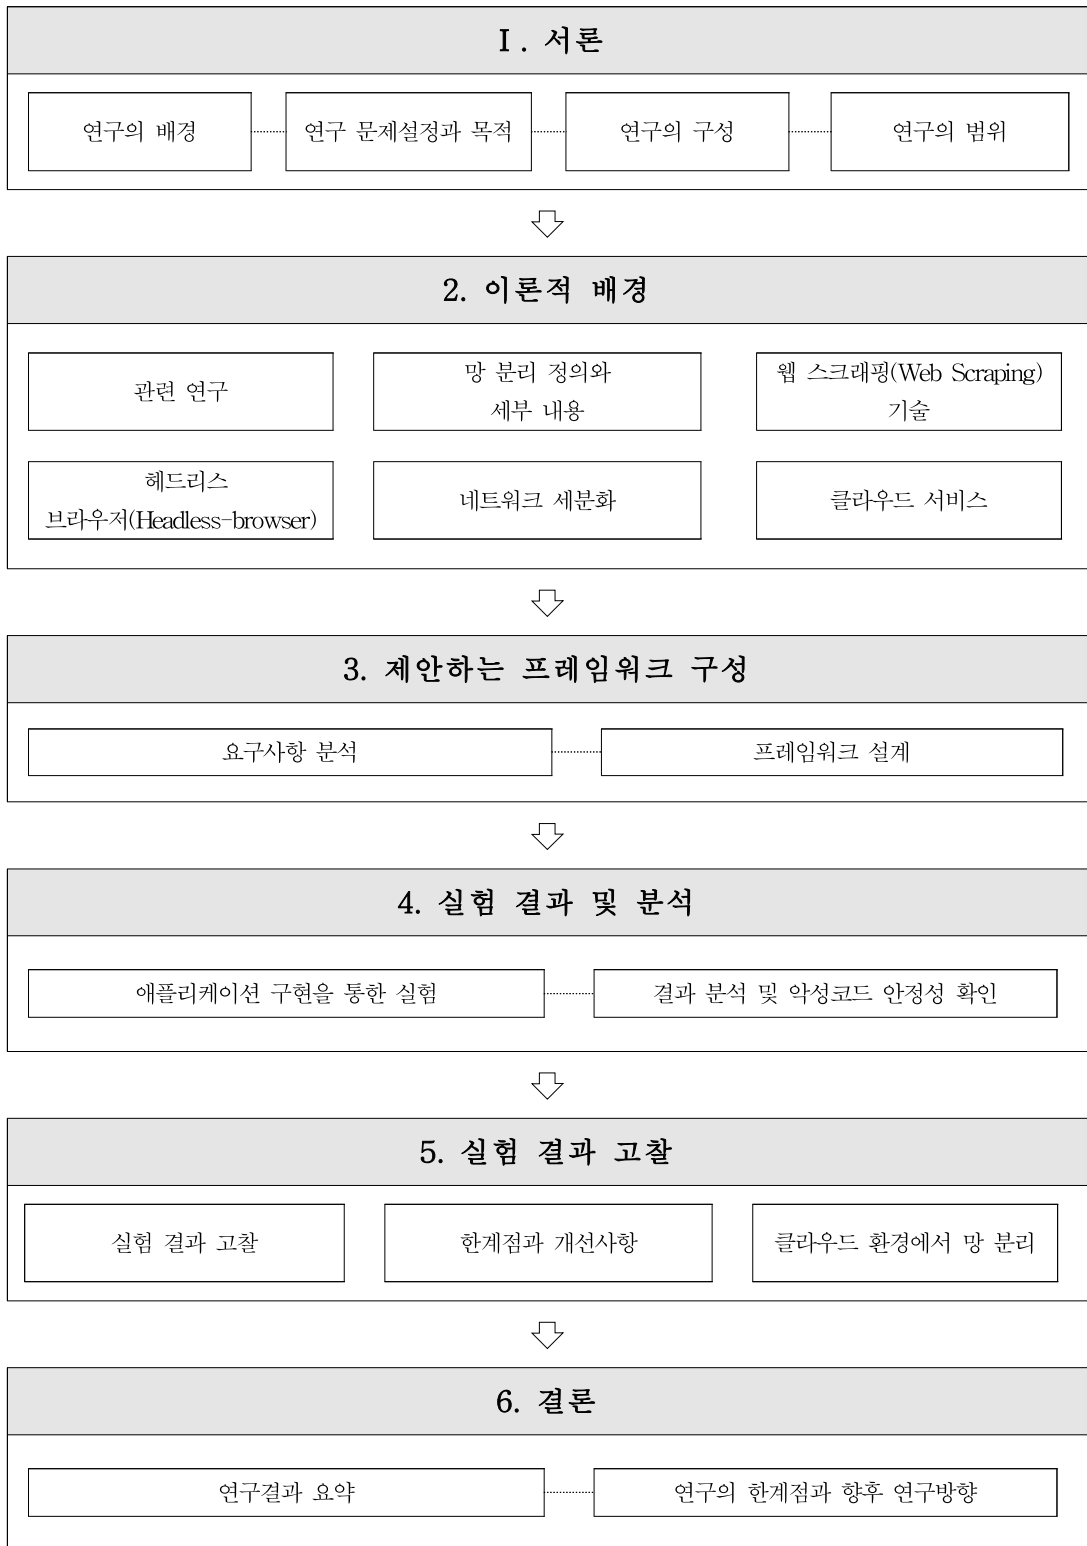 I. 서론
연구의 배경
연구 문제설정과 목적
연구의 구성
연구의 범위
2. 이론적 배경
관련 연구
망 분리 정의와
세부 내용
웹 스크래핑(Web Scraping)
기술
헤드리스
브라우저(Headless-browser)
네트워크 세분화
클라우드 서비스
3. 제안하는 프레임워크 구성
요구사항 분석
프레임워크 설계
4. 실험 결과 및 분석
애플리케이션 구현을 통한 실험
결과 분석 및 악성코드 안정성 확인
5. 실험 결과 고찰
실험 결과 고찰
한계점과 개선사항
클라우드 환경에서 망 분리
6. 결론
연구결과 요약
연구의 한계점과 향후 연구방향